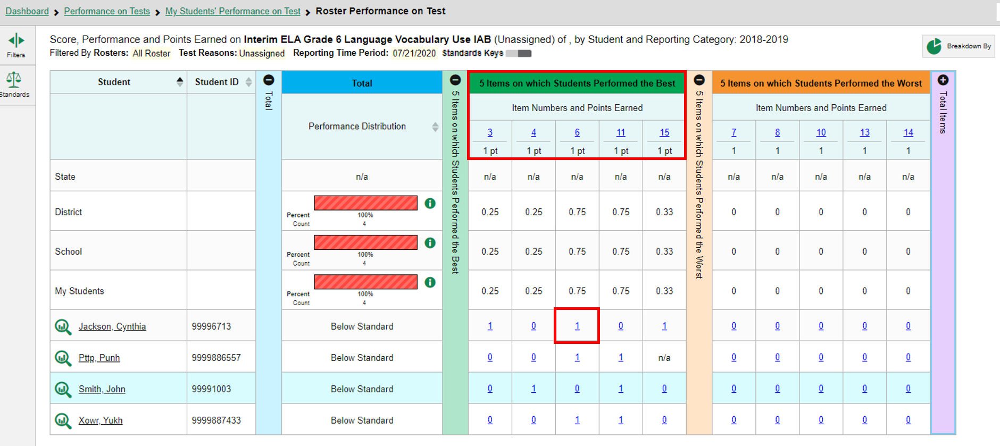 Dashboard Performance on Tests My Students' Performance on Test Roster Performance on Test
Filters
Standards
Score, Performance and Points Earned on Interim ELA Grade 6 Language Vocabulary Use IAB (Unassigned) of , by Student and Reporting Category: 2018-2019
Filtered By Rosters: All Roster Test Reasons: Unassigned Reporting Time Period: 07/21/2020 Standards Keys
Breakdown By
Student Student ID Total Total 5 Items on which Students Performed the Best 5 Items on which Students Performed the Best 5 Items on which Students Performed the Worst 5 Items on which Students Performed the Worst Total Items
Performance Distribution
Item Numbers and Points Earned Item Numbers and Points Earned
3 4 6 11 15 7 8 10 13 14
1 pt 1 pt 1 pt 1 pt 1 pt 1 1 1 1 1
State n/a n/a n/a n/a n/a n/a n/a n/a n/a n/a n/a
District Percent 100% Count 4 0.25 0.25 0.75 0.75 0.33 0 0 0 0 0
School Percent 100% Count 4 0.25 0.25 0.75 0.75 0.33 0 0 0 0 0
My Students Percent 100% Count 4 0.25 0.25 0.75 0.75 0.33 0 0 0 0 0
Jackson, Cynthia 99996713 Below Standard 1 0 1 0 1 0 0 0 0 0
Pttp, Punh 9999886557 Below Standard 0 0 1 1 n/a 0 0 0 0 0
Smith, John 99991003 Below Standard 0 1 0 1 0 0 0 0 0 0
Xowr, Yukh 9999887433 Below Standard 0 0 1 1 0 0 0 0 0 0